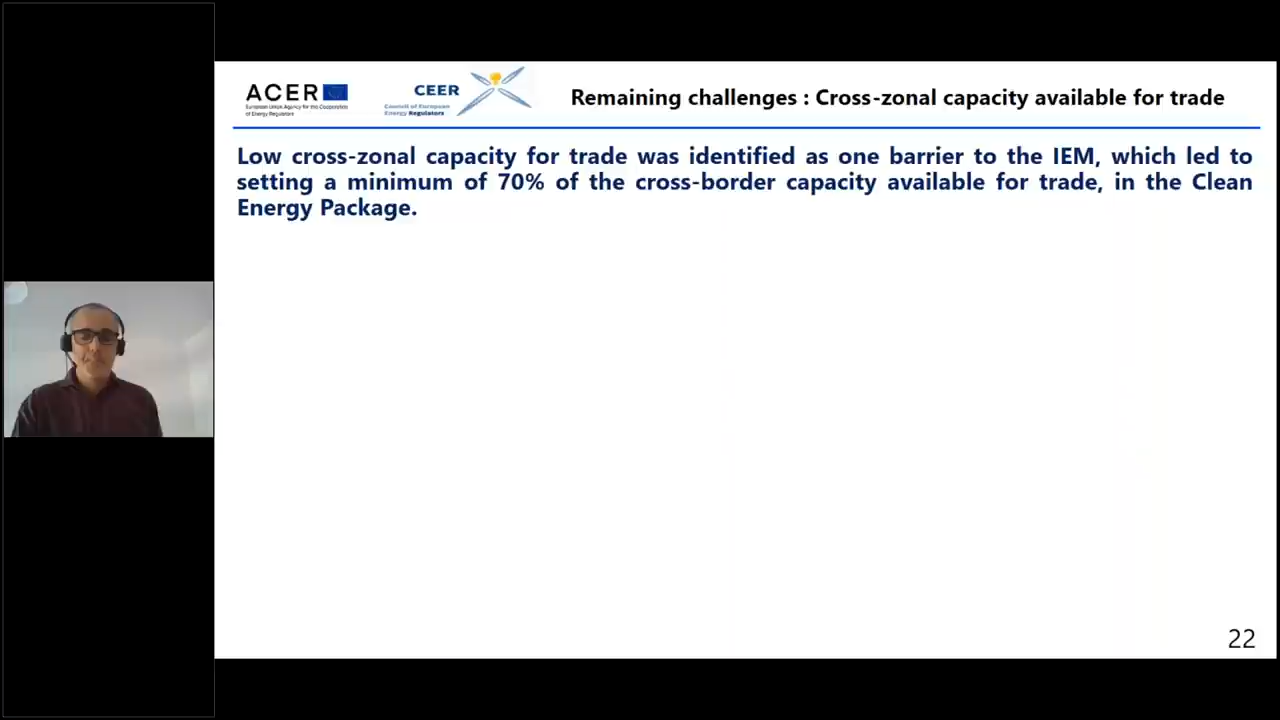 ACER
European Union Agency for the Cooperation
of Energy Regulators
CEER
Council of European
Energy Regulators
Remaining challenges : Cross-zonal capacity available for trade
Low cross-zonal capacity for trade was identified as one barrier to the IEM, which led to
setting a minimum of 70% of the cross-border capacity available for trade, in the Clean
Energy Package.
22